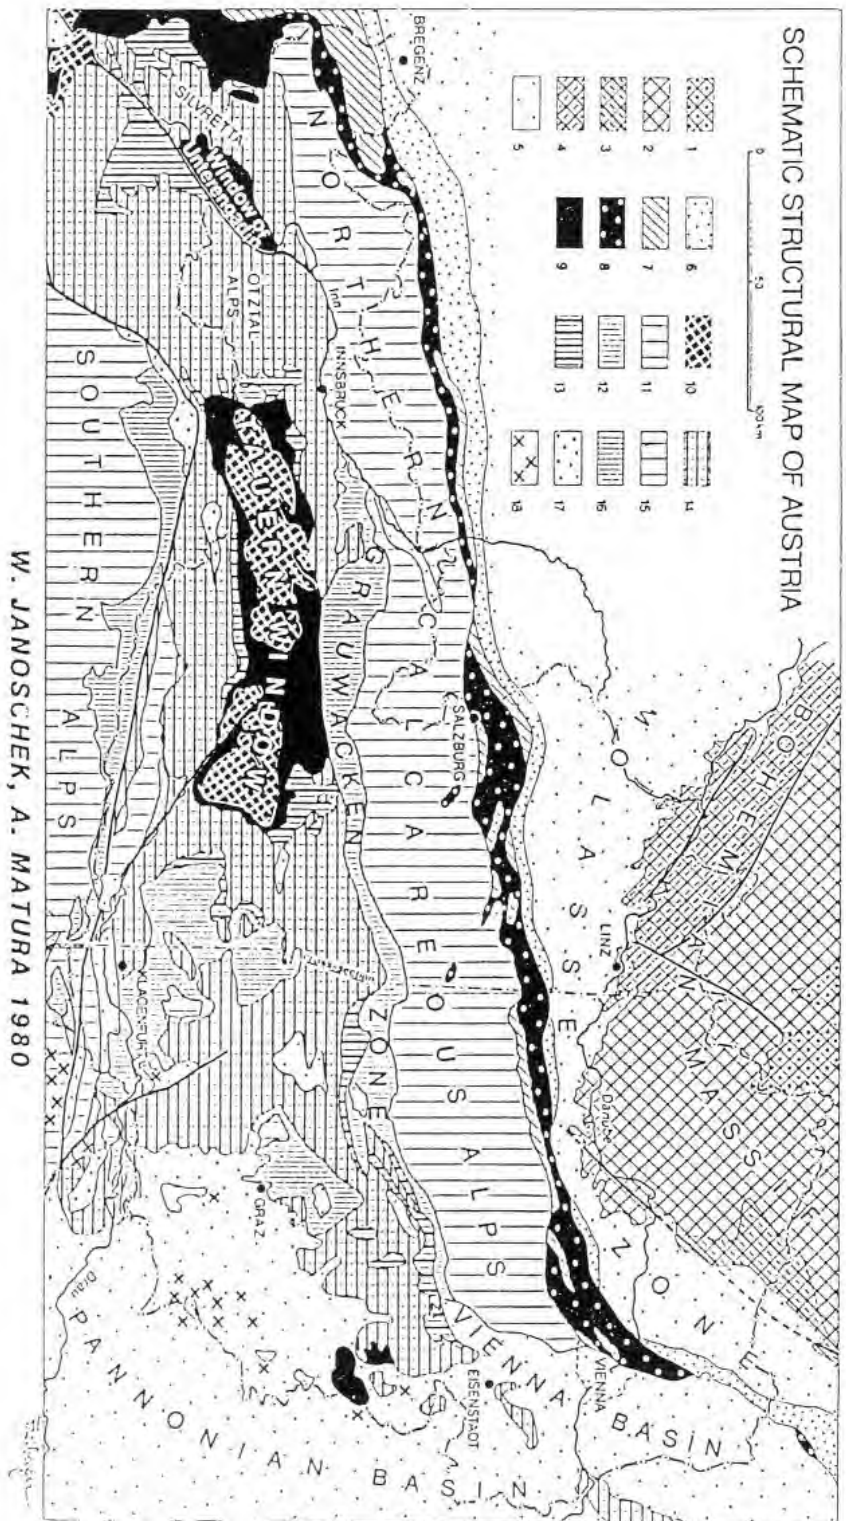 SCHEMATIC STRUCTURAL MAP OF AUSTRIA
0 50 100 km
1 6 10 14
2 7 11 15
3 8 12 16
4 9 13 17
5 18
BOHEMIAN MASS
MOLASSE ZONE
NORTHERN CALCAREOUS ALPS
GRAUWACKEN ZONE
TAUERN WINDOW
SOUTHERN ALPS
VIENNA BASIN
PANNONIAN BASIN
BREGENZ
SILVRETTA
Window of
ÖTZTAL
ALPS
Inn
INNSBRUCK
SALZBURG
LINZ
Danube
KLAGENFURT
GRAZ
Drau
EISENSTADT
VIENNA
W. JANOSCHEK, A. MATURA 1980